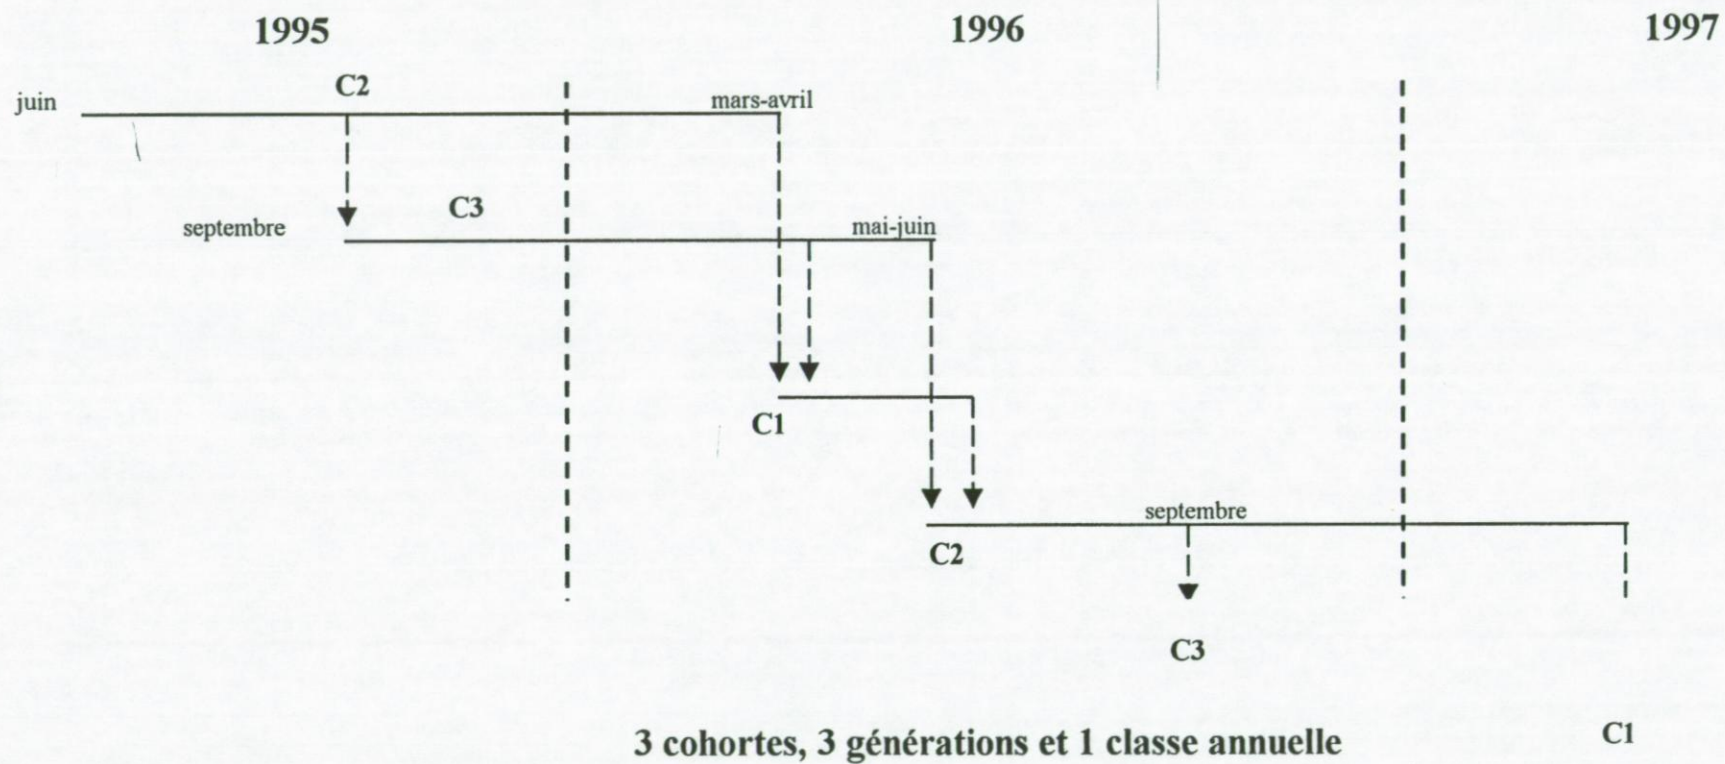 1995 1996 1997
C2
juin mars-avril
C3
septembre mai-juin
C1
septembre
C2
C3
3 cohortes, 3 générations et 1 classe annuelle C1